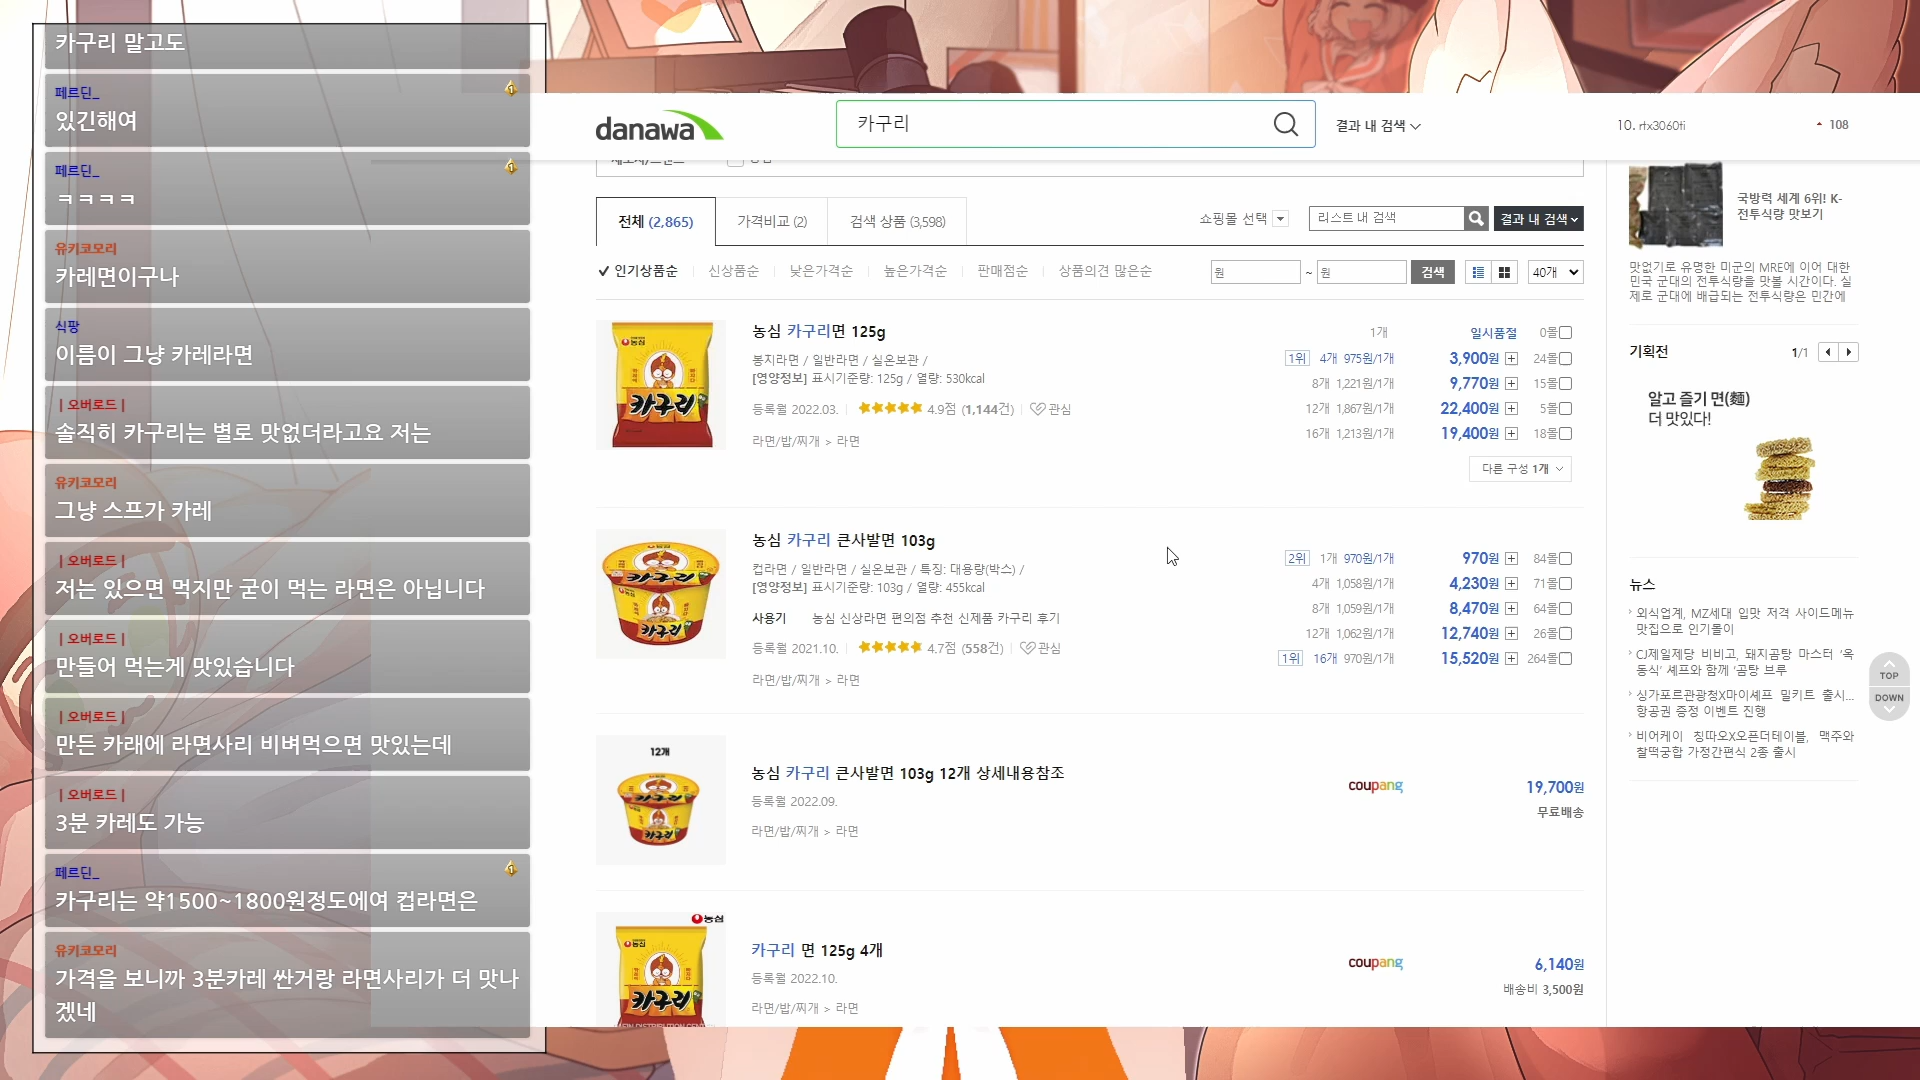 카구리 말고도
페르딘_
있긴해여
페르딘_
ㅋㅋㅋㅋ
유키코모리
카레면이구나
식팡
이름이 그냥 카레라면
| 오버로드 |
솔직히 카구리는 별로 맛없더라고요 저는
유키코모리
그냥 스프가 카레
| 오버로드 |
저는 있으면 먹지만 굳이 먹는 라면은 아닙니다
| 오버로드 |
만들어 먹는게 맛있습니다
| 오버로드 |
만든 카래에 라면사리 비벼먹으면 맛있는데
| 오버로드 |
3분 카레도 가능
페르딘_
카구리는 약1500~1800원정도에여 컵라면은
유키코모리
가격을 보니까 3분카레 싼거랑 라면사리가 더 맛나
겠네
danawa
카구리
결과 내 검색
10. rtx3060ti
108
전체 (2,865)
가격비교 (2)
검색 상품 (3,598)
쇼핑몰 선택
리스트 내 검색
결과 내 검색
인기상품순
신상품순
낮은가격순
높은가격순
판매점순
상품의견 많은순
원 ~ 원
검색
40개
농심 카구리면 125g
봉지라면 / 일반라면 / 실온보관 /
[영양정보] 표시기준량: 125g / 열량: 530kcal
등록월 2022.03. 4.9점 (1,144건) 관심
라면/밥/찌개 > 라면
1개 일시품절 0몰
1위 4개 975원/1개 3,900원 24몰
8개 1,221원/1개 9,770원 15몰
12개 1,867원/1개 22,400원 5몰
16개 1,213원/1개 19,400원 18몰
다른 구성 1개
농심 카구리 큰사발면 103g
컵라면 / 일반라면 / 실온보관 / 특징: 대용량(박스) /
[영양정보] 표시기준량: 103g / 열량: 455kcal
사용기 농심 신상라면 편의점 추천 신제품 카구리 후기
등록월 2021.10. 4.7점 (558건) 관심
라면/밥/찌개 > 라면
2위 1개 970원/1개 970원 84몰
4개 1,058원/1개 4,230원 71몰
8개 1,059원/1개 8,470원 64몰
12개 1,062원/1개 12,740원 26몰
1위 16개 970원/1개 15,520원 264몰
12개
카구리
농심 카구리 큰사발면 103g 12개 상세내용참조
등록월 2022.09.
라면/밥/찌개 > 라면
coupang
19,700원
무료배송
농심
카구리
카구리 면 125g 4개
등록월 2022.10.
라면/밥/찌개 > 라면
coupang
6,140원
배송비 3,500원
국방력 세계 6위! K-
전투식량 맛보기
맛없기로 유명한 미군의 MRE에 이어 대한
민국 군대의 전투식량을 맛볼 시간이다. 실
제로 군대에 배급되는 전투식량은 민간에
기획전
1/1
알고 즐기 면(麵)
더 맛있다!
뉴스
외식업계, MZ세대 입맛 저격 사이드메뉴
맛집으로 인기몰이
CJ제일제당 비비고, 돼지곰탕 마스터 '옥
동식' 셰프와 함께 '곰탕 브루
싱가포르관광청X마이셰프 밀키트 출시...
항공권 증정 이벤트 진행
비어케이 칭따오X오픈더테이블, 맥주와
찰떡궁합 가정간편식 2종 출시
TOP
DOWN